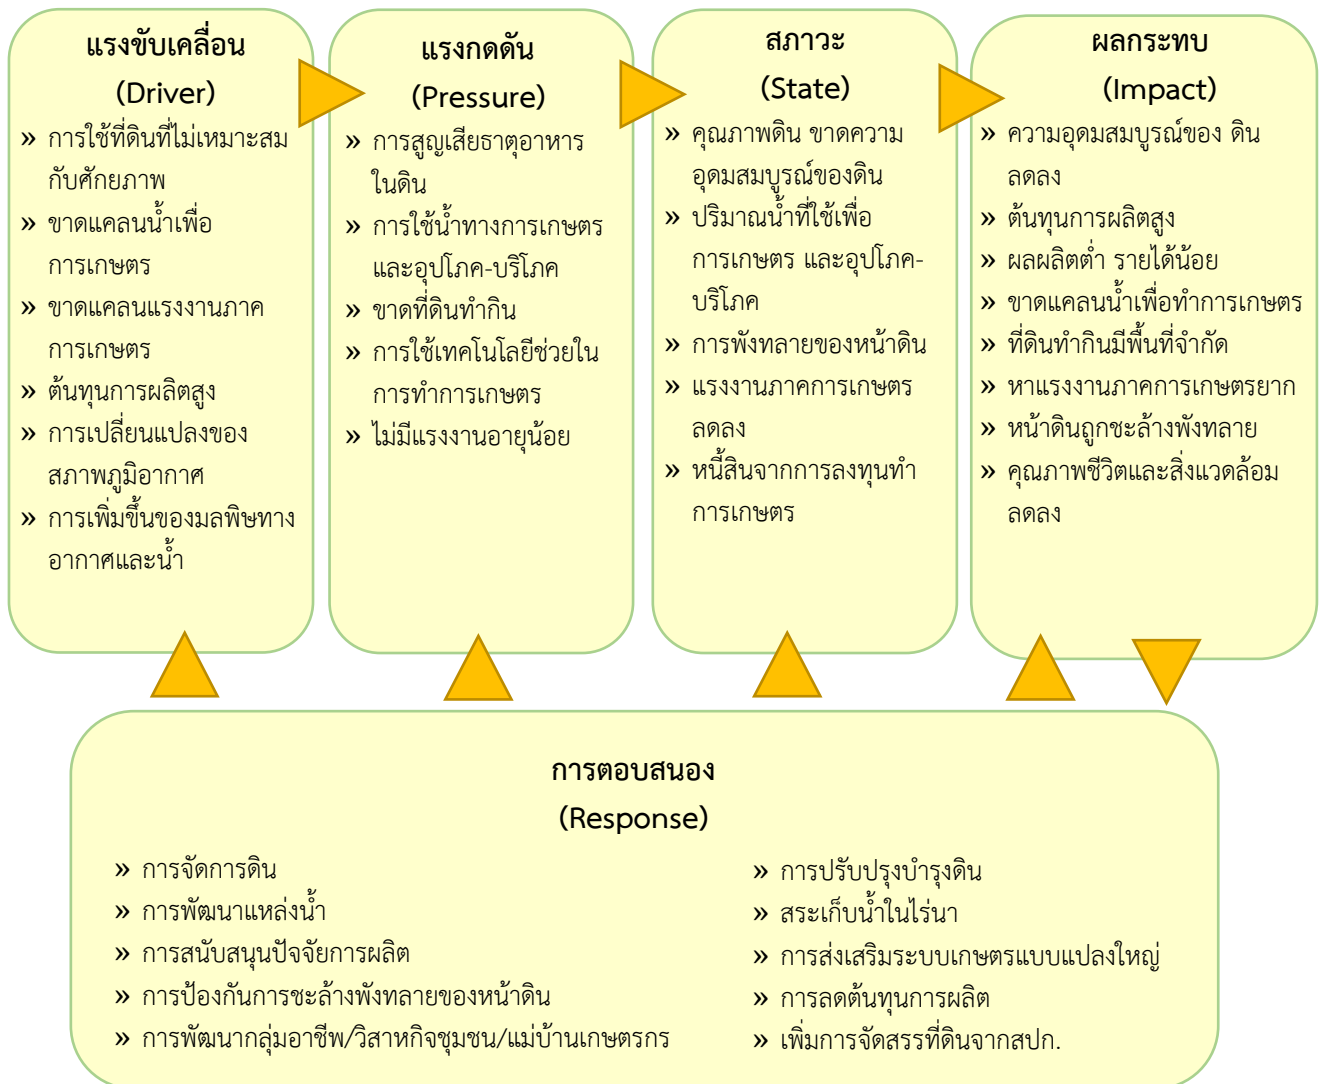 แรงขับเคลื่อน
(Driver)
» การใช้ที่ดินที่ไม่เหมาะสม
กับศักยภาพ
» ขาดแคลนน้ำเพื่อ
การเกษตร
» ขาดแคลนแรงงานภาค
การเกษตร
» ต้นทุนการผลิตสูง
» การเปลี่ยนแปลงของ
สภาพภูมิอากาศ
» การเพิ่มขึ้นของมลพิษทาง
อากาศและน้ำ
แรงกดดัน
(Pressure)
» การสูญเสียธาตุอาหาร
ในดิน
» การใช้น้ำทางการเกษตร
และอุปโภค-บริโภค
» ขาดที่ดินทำกิน
» การใช้เทคโนโลยีช่วยใน
การทำการเกษตร
» ไม่มีแรงงานอายุน้อย
สภาวะ
(State)
» คุณภาพดิน ขาดความ
อุดมสมบูรณ์ของดิน
» ปริมาณน้ำที่ใช้เพื่อ
การเกษตร และอุปโภค-
บริโภค
» การพังทลายของหน้าดิน
» แรงงานภาคการเกษตร
ลดลง
» หนี้สินจากการลงทุนทำ
การเกษตร
ผลกระทบ
(Impact)
» ความอุดมสมบูรณ์ของ ดิน
ลดลง
» ต้นทุนการผลิตสูง
» ผลผลิตต่ำ รายได้น้อย
» ขาดแคลนน้ำเพื่อทำการเกษตร
» ที่ดินทำกินมีพื้นที่จำกัด
» หาแรงงานภาคการเกษตรยาก
» หน้าดินถูกชะล้างพังทลาย
» คุณภาพชีวิตและสิ่งแวดล้อม
ลดลง
การตอบสนอง
(Response)
» การจัดการดิน
» การพัฒนาแหล่งน้ำ
» การสนับสนุนปัจจัยการผลิต
» การป้องกันการชะล้างพังทลายของหน้าดิน
» การพัฒนากลุ่มอาชีพ/วิสาหกิจชุมชน/แม่บ้านเกษตรกร
» การปรับปรุงบำรุงดิน
» สระเก็บน้ำในไร่นา
» การส่งเสริมระบบเกษตรแบบแปลงใหญ่
» การลดต้นทุนการผลิต
» เพิ่มการจัดสรรที่ดินจากสปก.